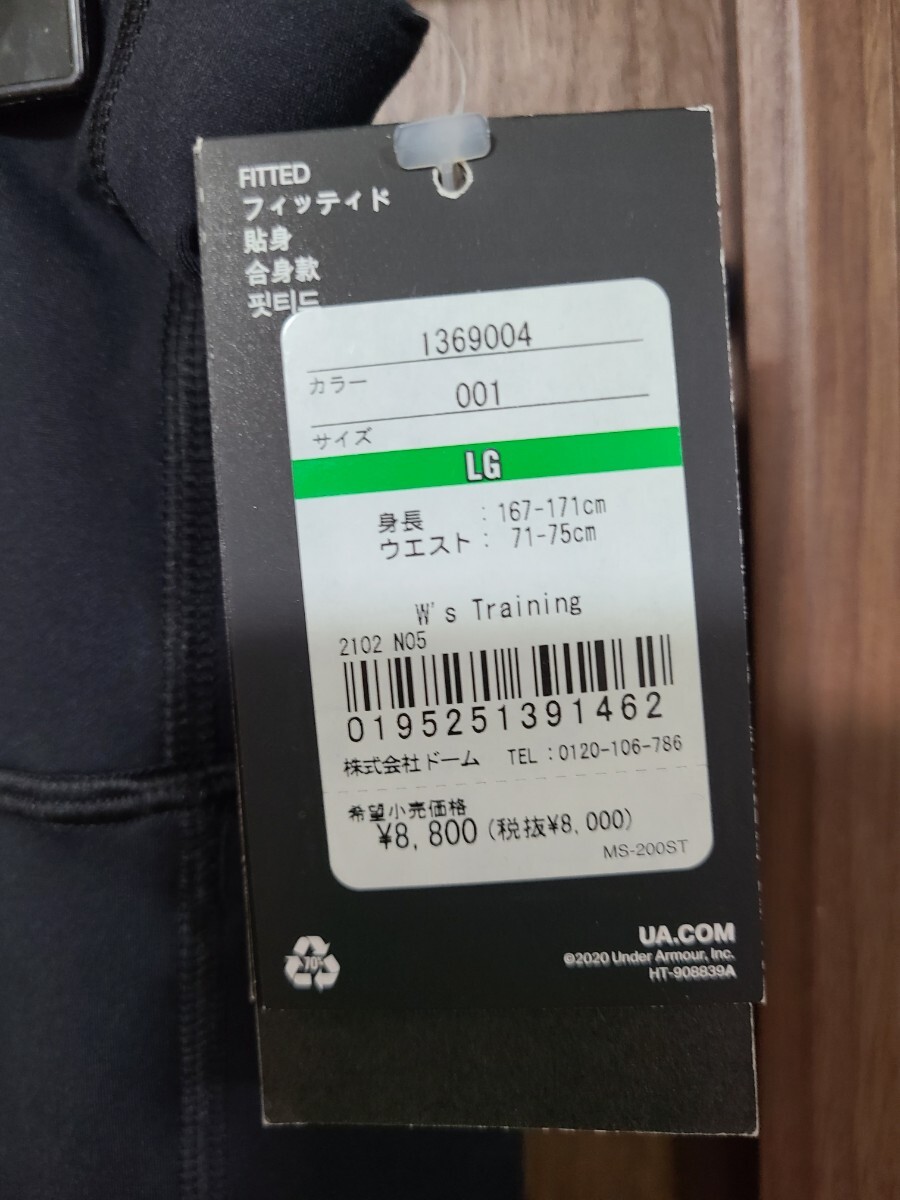 FITTED
フィッティド
貼身
合身款
핏티드
1369004
カラー
001
サイズ
LG
身長 : 167-171cm
ウエスト : 71-75cm
W's Training
2102 N05
0195251391462
株式会社ドーム TEL:0120-106-786
希望小売価格
¥8,800(税抜¥8,000)
MS-200ST
70%
UA.COM
©2020 Under Armour, Inc.
HT-908839A